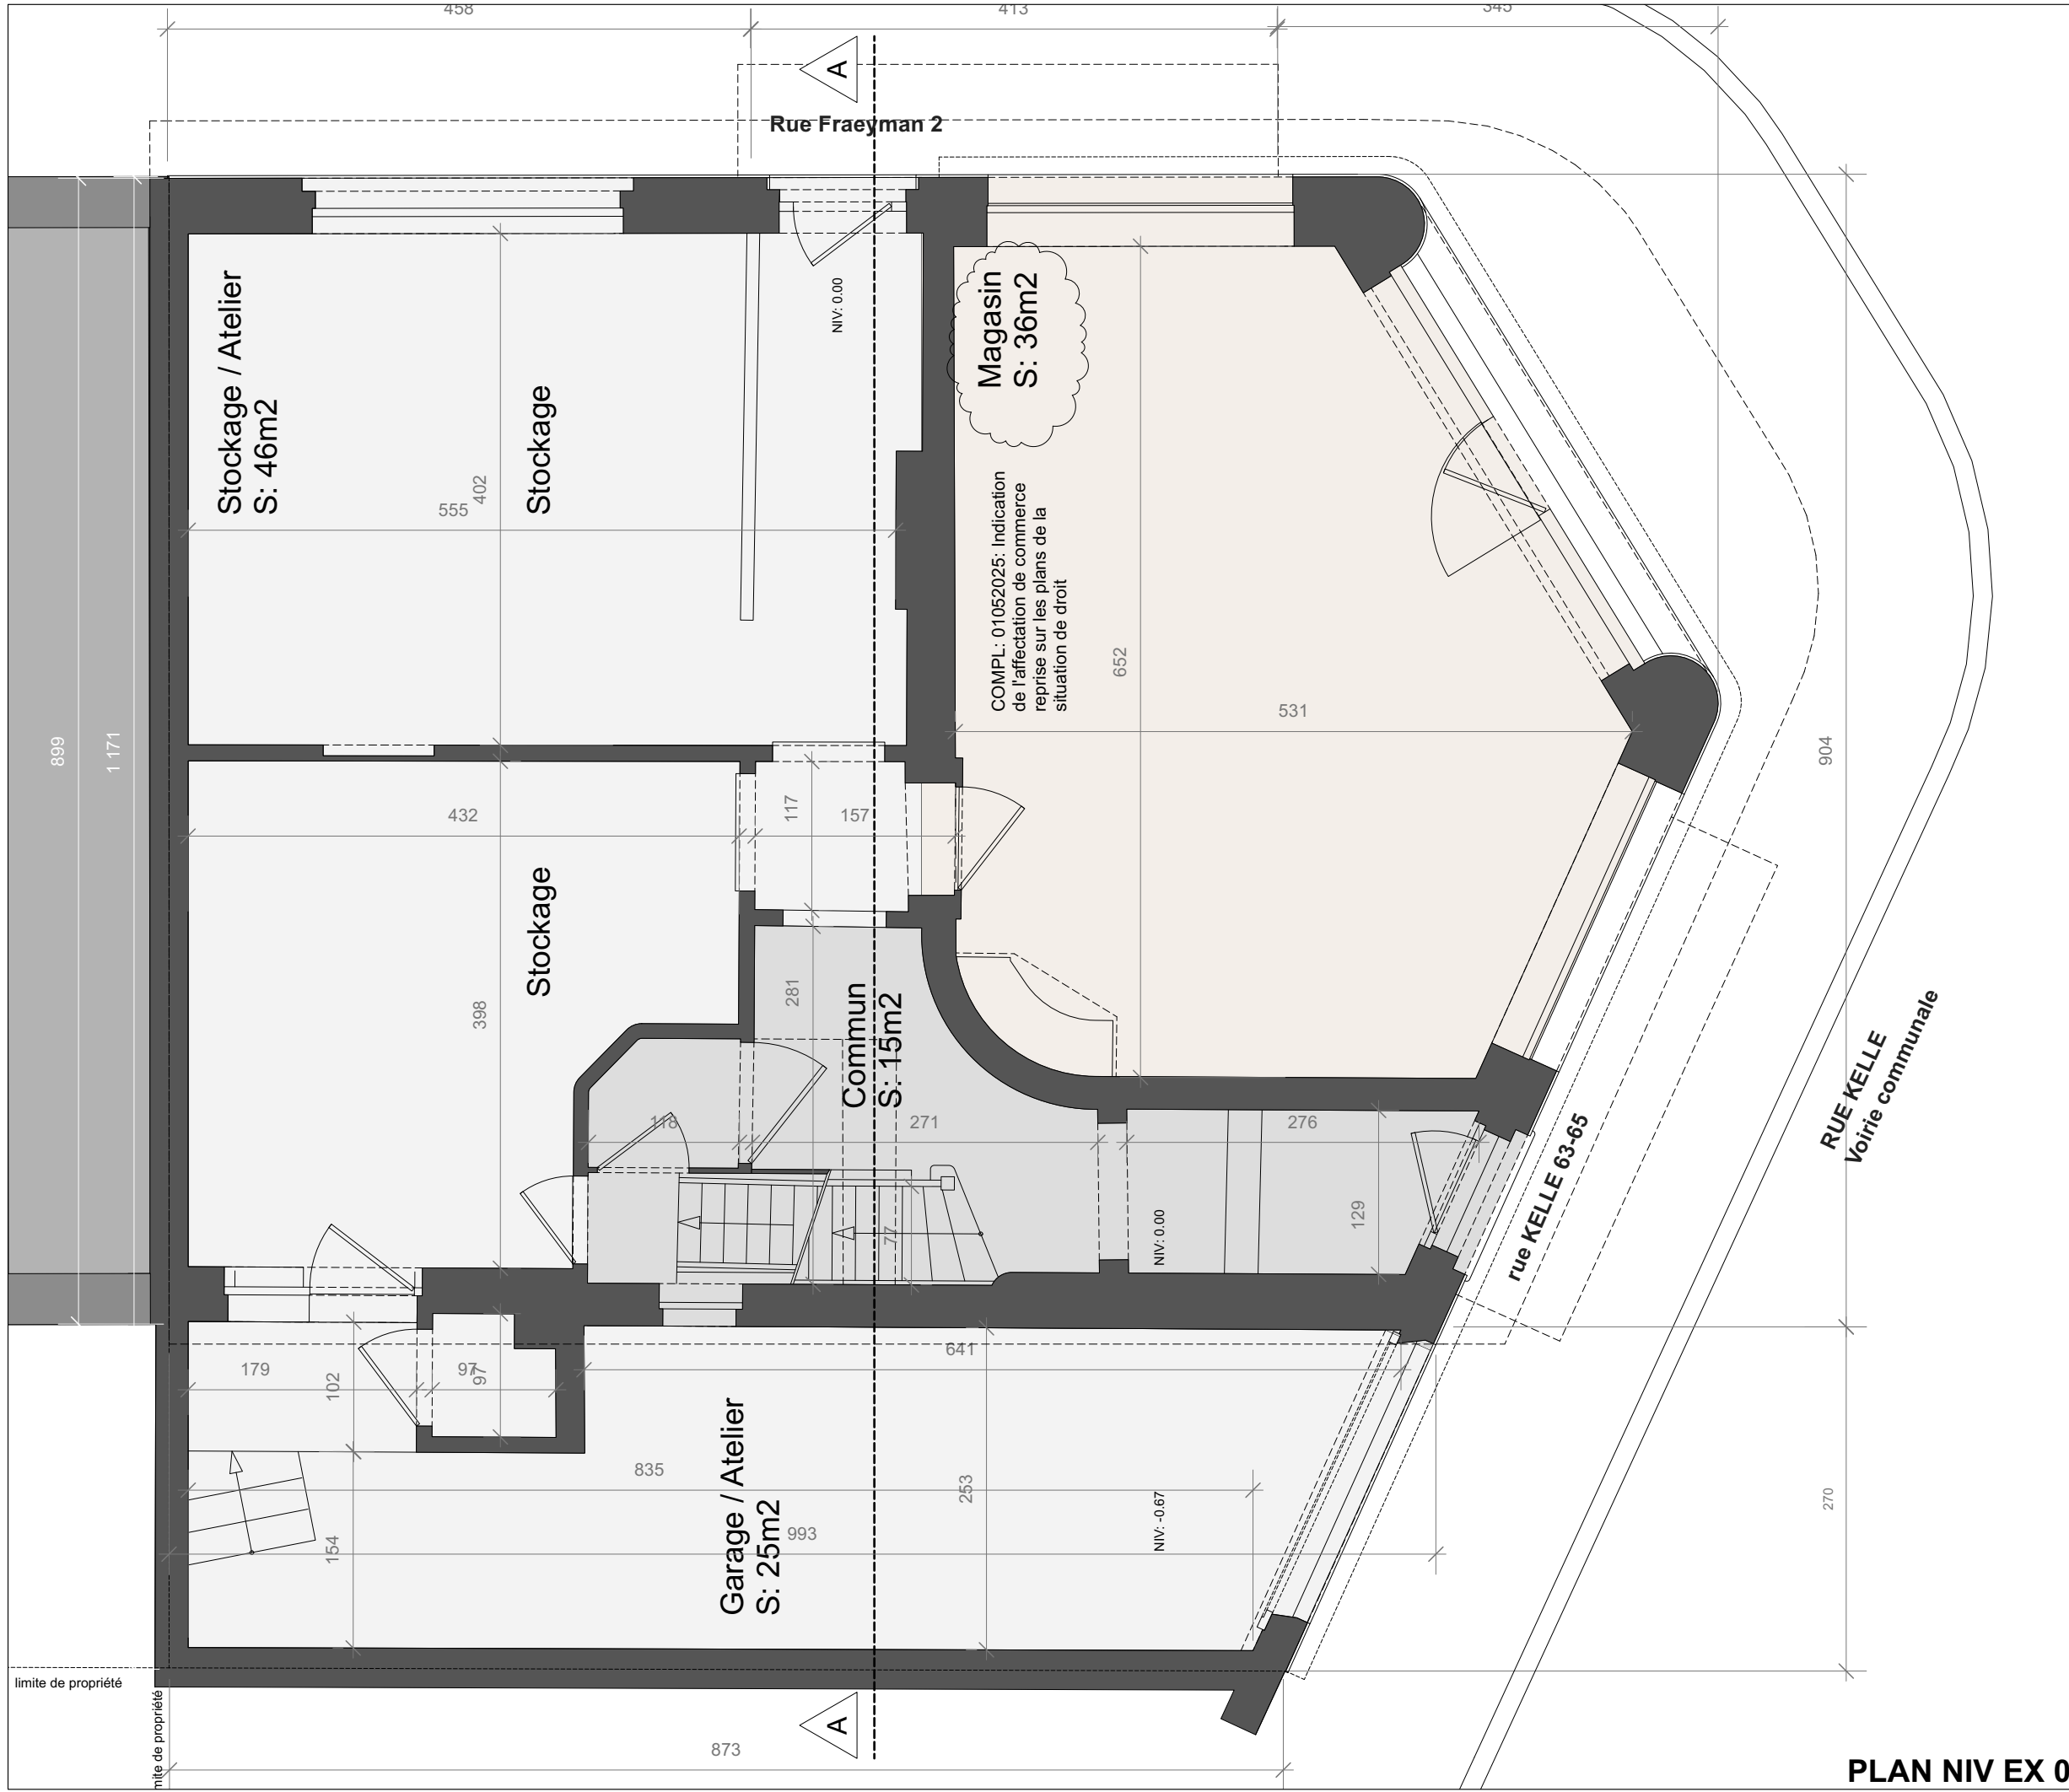 458
413
345
A
Rue Fraeyman 2
Stockage / Atelier
S: 46m2
NIV: 0.00
Magasin
S: 36m2
Stockage
402
555
COMPL: 01052025: Indication
de l'affectation de commerce
reprise sur les plans de la
situation de droit
652
531
899
1 171
904
432
117
157
Stockage
398
281
Commun
S: 15m2
118
271
276
RUE KELLE
Voirie communale
rue KELLE 63-65
77
NIV: 0.00
129
641
179
102
97
97
835
Garage / Atelier
S: 25m2
253
993
NIV: -0.67
154
270
limite de propriété
mite de propriété
A
873
PLAN NIV EX 0